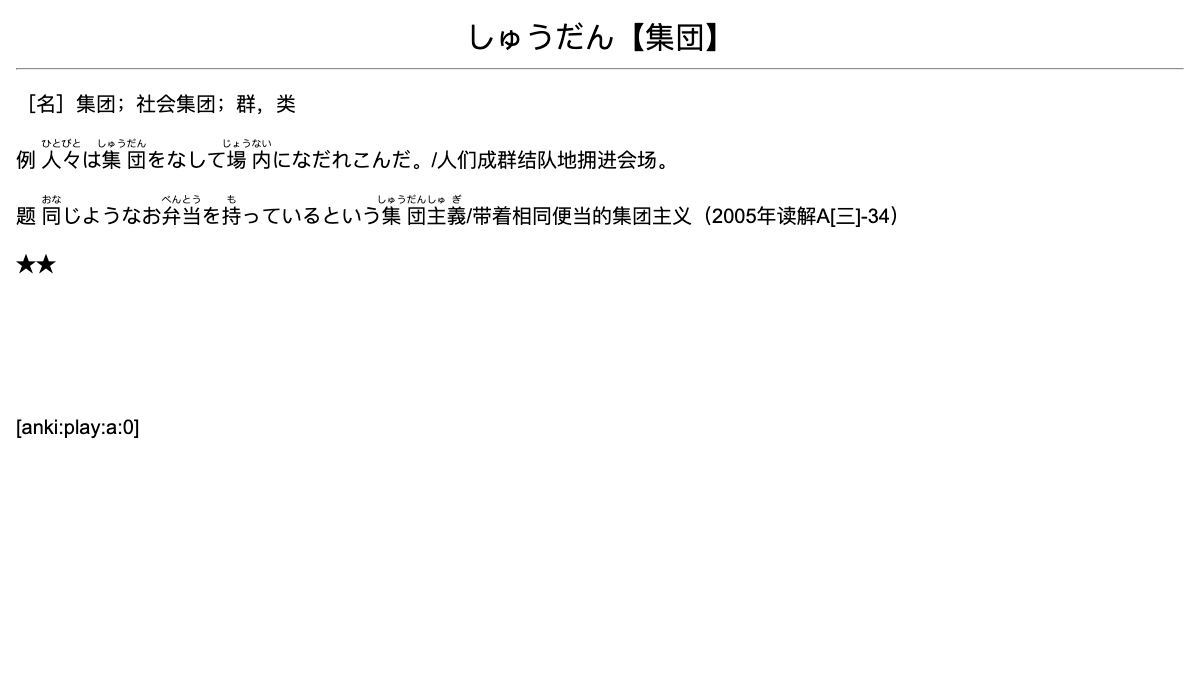 しゅうだん【集団】
［名］集团；社会集团；群，类
例 人々は集団をなして場内になだれこんだ。/人们成群结队地拥进会场。
ひとびと しゅうだん じょうない
題 同じようなお弁当を持っているという集団主義/带着相同便当的集团主义（2005年读解A[三]-34）
おな べんとう も しゅうだんしゅ ぎ
★★
[anki:play:a:0]